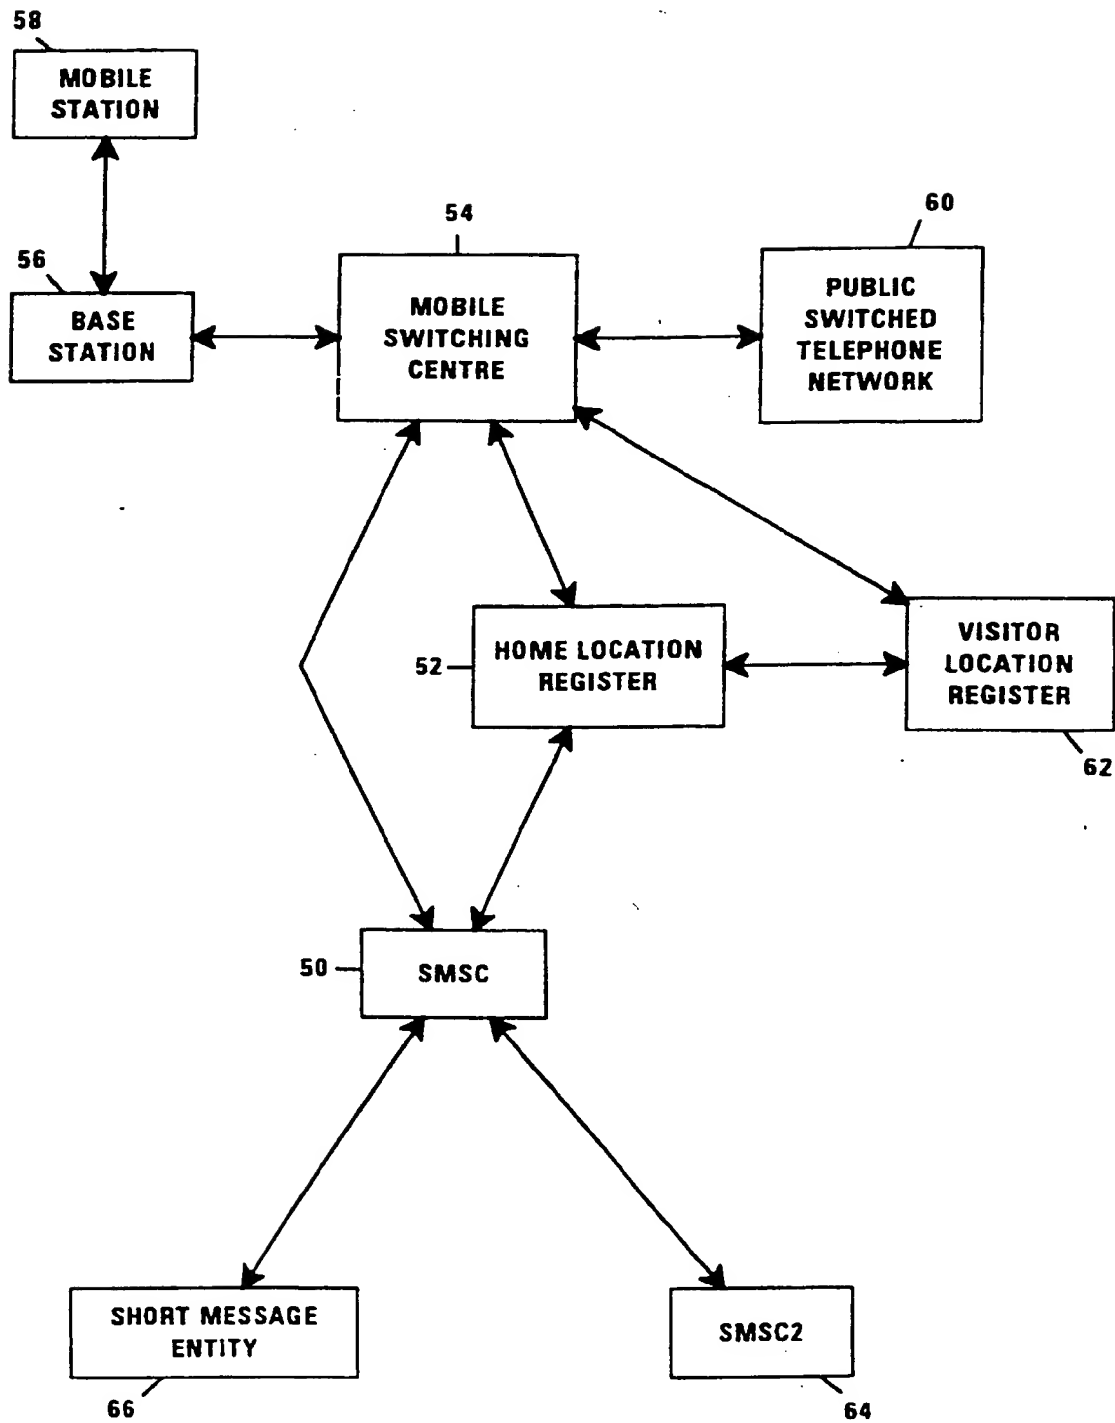 58
MOBILE
STATION
54
60
56
BASE
STATION
MOBILE
SWITCHING
CENTRE
PUBLIC
SWITCHED
TELEPHONE
NETWORK
52
HOME LOCATION
REGISTER
VISITOR
LOCATION
REGISTER
62
50
SMSC
SHORT MESSAGE
ENTITY
66
SMSC2
64